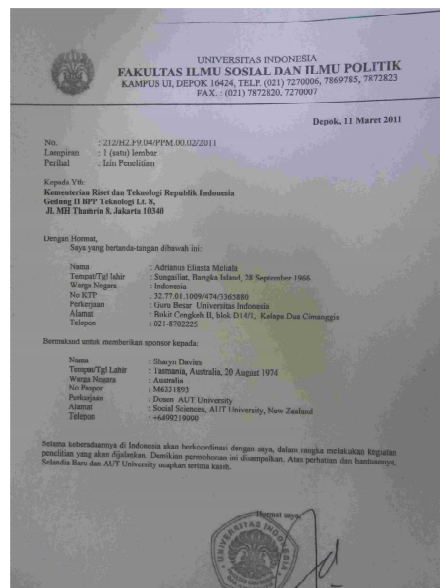 UNIVERSITAS INDONESIA
FAKULTAS ILMU SOSIAL DAN ILMU POLITIK
KAMPUS UI, DEPOK 16424, TELP. (021) 7270006, 7869785, 7872823
FAX. : (021) 7872820, 7270007
Depok, 11 Maret 2011
No. : 212/H2.F9.04/PPM.00.02/2011
Lampiran : 1 (satu) lembar
Perihal : Izin Penelitian
Kepada Yth:
Kementerian Riset dan Teknologi Republik Indonesia
Gedung II BPP Teknologi Lt. 8,
Jl. MH Thamrin 8, Jakarta 10340
Dengan Hormat,
Saya yang bertanda-tangan dibawah ini:
Nama : Adrianus Eliasta Meliala
Tempat/Tgl lahir : Sungailiat, Bangka Island, 28 September 1966
Warga Negara : Indonesia
No KTP : 32.77.01.1009/474/3365880
Perkerjaan : Guru Besar Universitas Indonesia
Alamat : Bukit Cengkeh II, blok D14/1, Kelapa Dua Cimanggis
Telepon : 021-8702225
Bermaksud untuk memberikan sponsor kepada:
Nama : Sharyn Davies
Tempat/Tgl Lahir : Tasmania, Australia, 20 August 1974
Warga Negara : Australia
No Paspor : M6331893
Perkerjaan : Dosen AUT University
Alamat : Social Sciences, AUT University, New Zealand
Telepon : +6499219999
Selama keberadaannya di Indonesia akan berkoordinasi dengan saya, dalam rangka melakukan kegiatan
penelitian yang akan dijalankan. Demikian permohonan ini disampaikan. Atas perhatian dan bantuannya,
Selandia Baru dan AUT University ucapkan terima kasih.
Hormat saya,
UNIVERSITAS INDONESIA